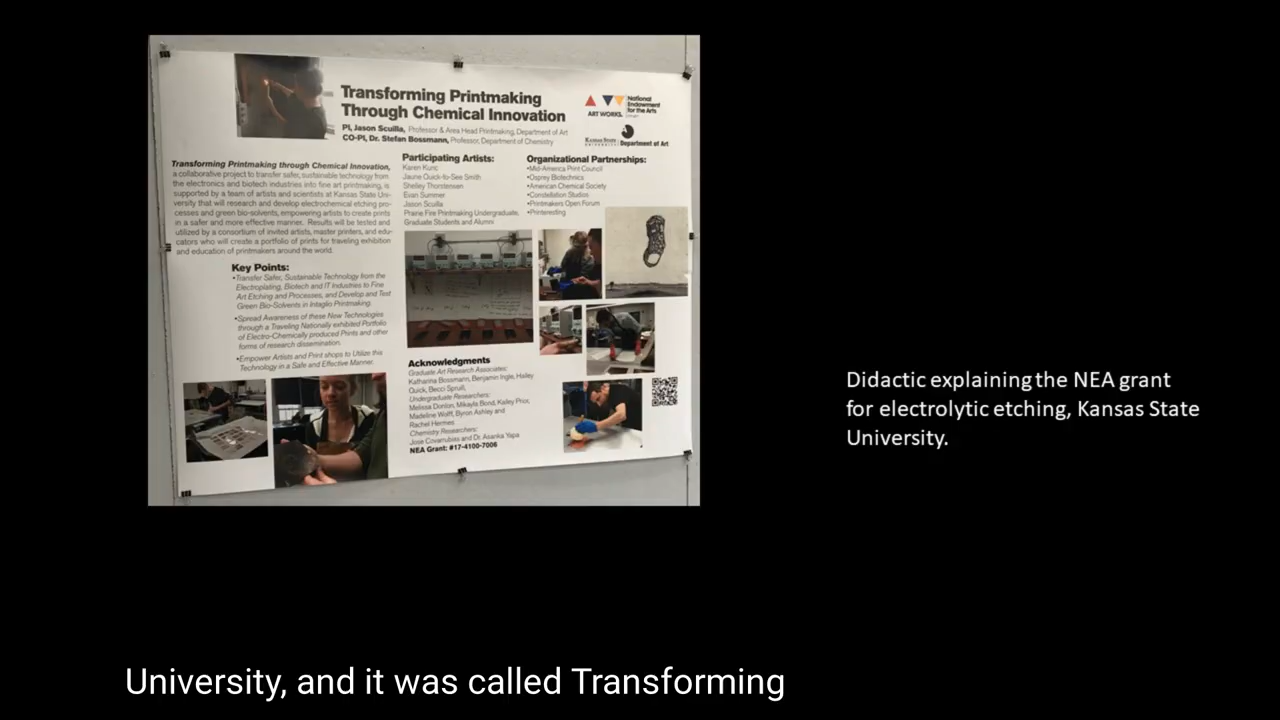 Transforming Printmaking
Through Chemical Innovation
PI, Jason Scuilla, Professor & Area Head Printmaking, Department of Art
CO-PI, Dr. Stefan Bossmann, Professor, Department of Chemistry
ART WORKS.
National
Endowment
for the Arts
KANSAS STATE
UNIVERSITY
Department of Art
Transforming Printmaking through Chemical Innovation,
a collaborative project to transfer safer, sustainable technology from
the electronics and biotech industries into fine art printmaking, is
supported by a team of artists and scientists at Kansas State Uni-
versity that will research and develop electrochemical etching pro-
cesses and green bio-solvents, empowering artists to create prints
in a safer and more effective manner. Results will be tested and
utilized by a consortium of invited artists, master printers, and edu-
cators who will create a portfolio of prints for traveling exhibition
and education of printmakers around the world.
Key Points:
•Transfer Safer, Sustainable Technology from the
Electroplating, Biotech and IT Industries to Fine
Art Etching and Processes, and Develop and Test
Green Bio-Solvents in Intaglio Printmaking.
•Spread Awareness of these New Technologies
through a Traveling Nationally exhibited Portfolio
of Electro-Chemically produced Prints and other
forms of research dissemination.
•Empower Artists and Print shops to Utilize this
Technology in a Safe and Effective Manner.
Participating Artists:
Karen Kunc
Jaune Quick-to-See Smith
Shelley Thorstensen
Evan Summer
Jason Scuilla
Prairie Fire Printmaking Undergraduate,
Graduate Students and Alumni
Organizational Partnerships:
•Mid-America Print Council
•Osprey Biotechnics
•American Chemical Society
•Constellation Studios
•Printmakers Open Forum
•Printeresting
Acknowledgments
Graduate Art Research Associates:
Katharina Bossmann, Benjamin Ingle, Hailey
Quick, Becci Spruill,
Undergraduate Researchers:
Melissa Donlon, Mikayla Bond, Kailey Prior,
Madeline Wolff, Byron Ashley and
Rachel Hermes
Chemistry Researchers:
Jose Covarrubias and Dr. Asanka Yapa
NEA Grant: #17-4100-7006
Didactic explaining the NEA grant
for electrolytic etching, Kansas State
University.
University, and it was called Transforming